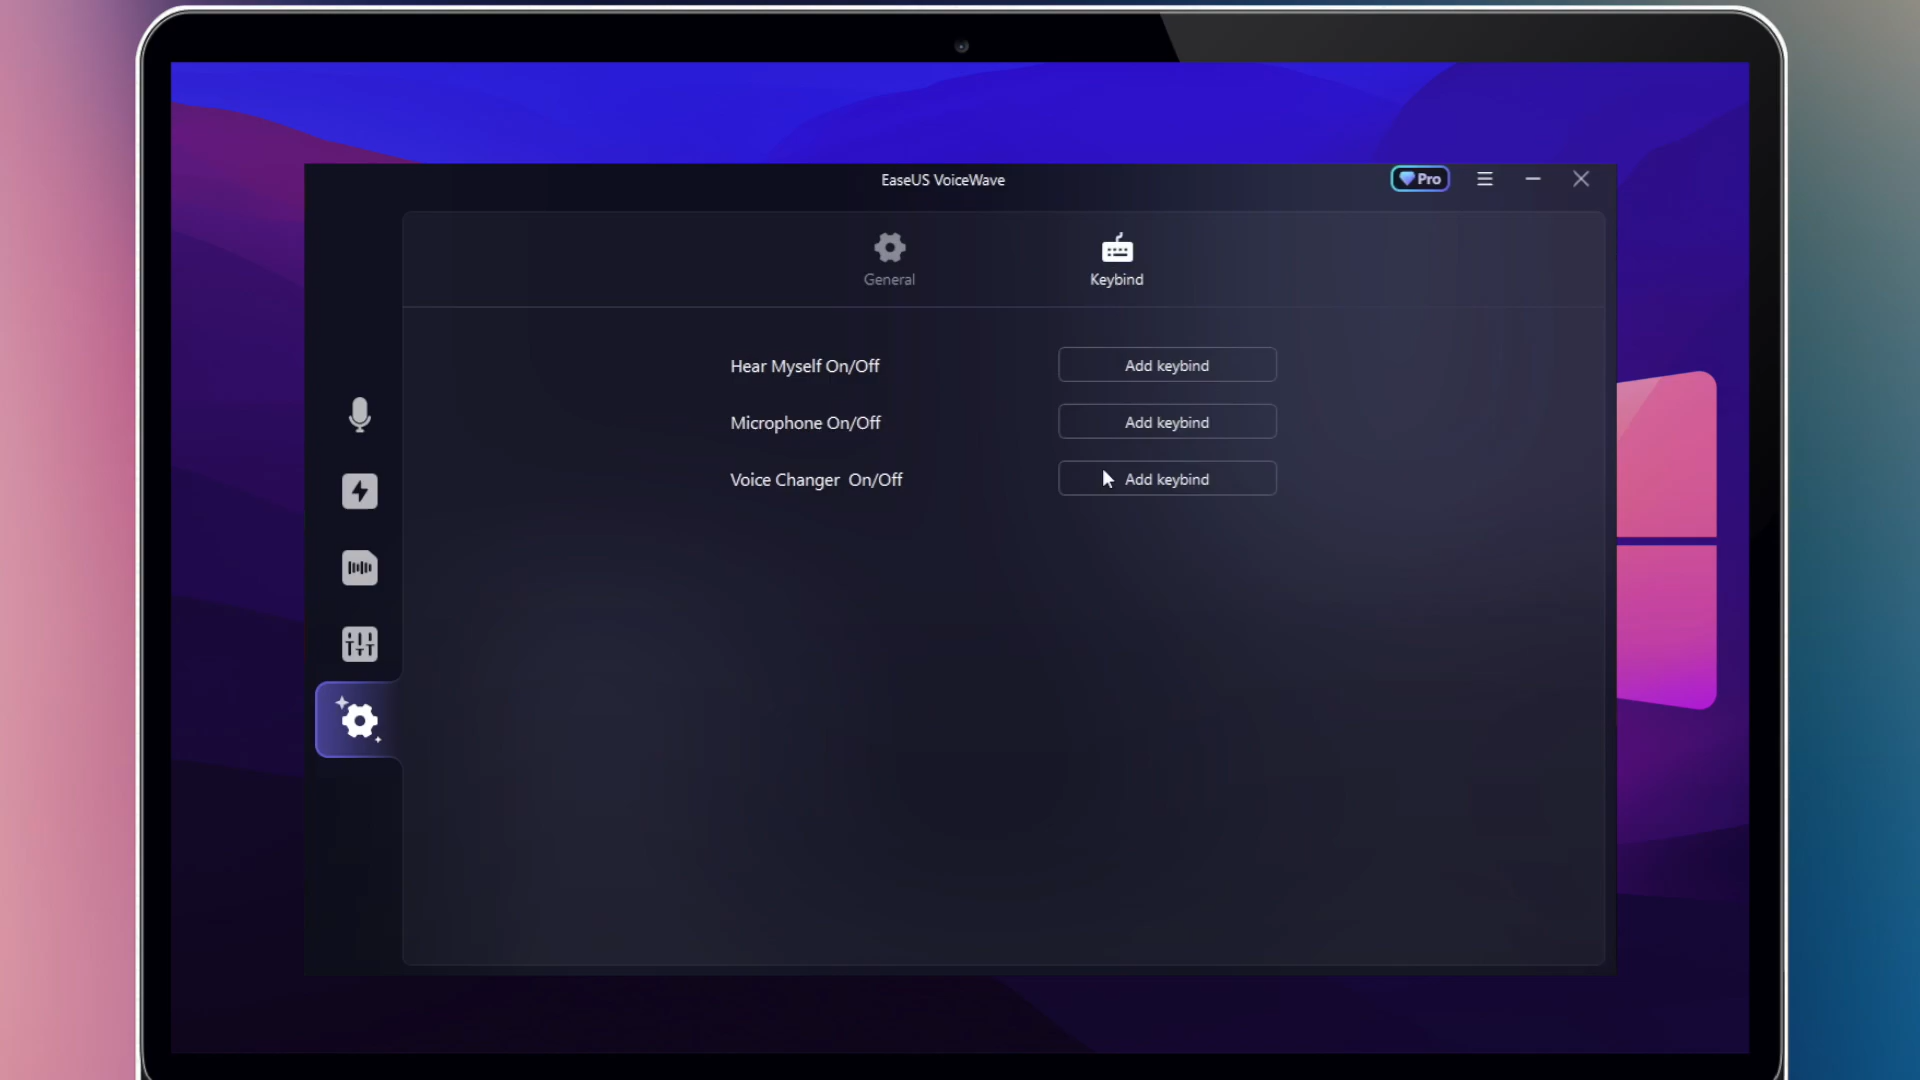 EaseUS VoiceWave
Pro
General
Keybind
Hear Myself On/Off
Add keybind
Microphone On/Off
Add keybind
Voice Changer On/Off
Add keybind